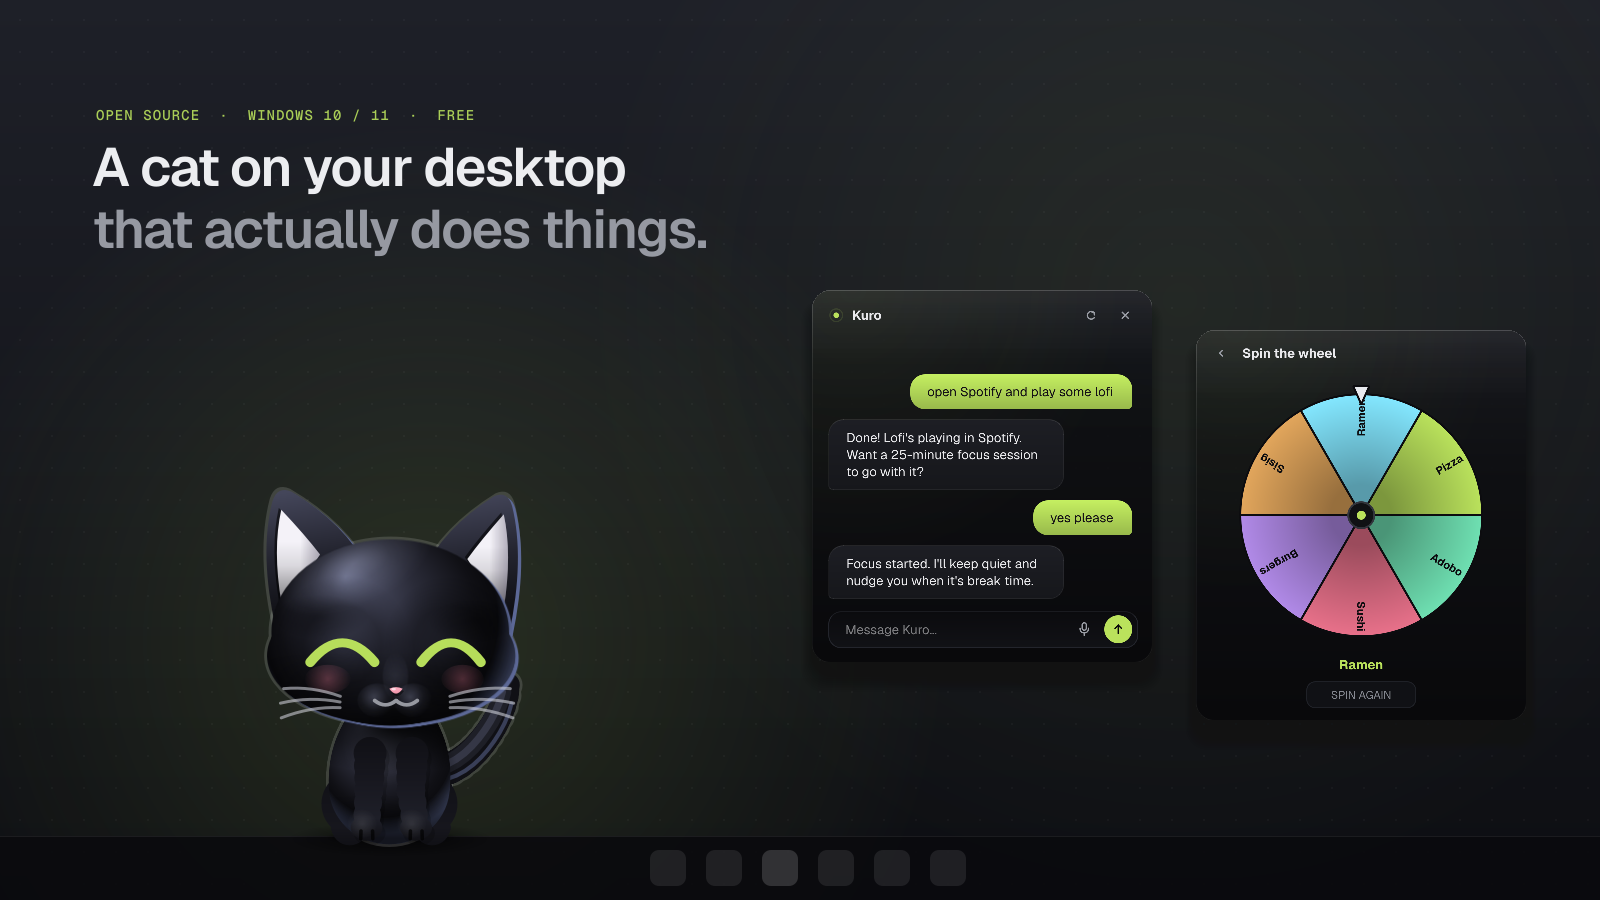 OPEN SOURCE · WINDOWS 10 / 11 · FREE
A cat on your desktop
that actually does things.
Kuro
open Spotify and play some lofi
Done! Lofi's playing in Spotify.
Want a 25-minute focus session
to go with it?
yes please
Focus started. I'll keep quiet and
nudge you when it's break time.
Message Kuro...
Spin the wheel
Ramen
Pizza
Adobo
Sushi
Burgers
Sisig
Ramen
SPIN AGAIN